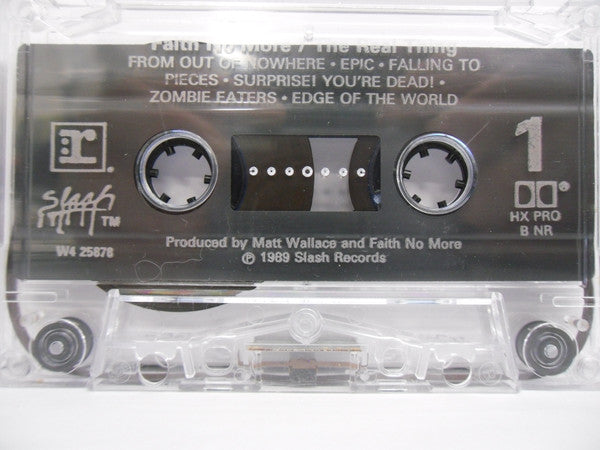 Faith No More / The Real Thing
FROM OUT OF NOWHERE • EPIC • FALLING TO
PIECES • SURPRISE! YOU'RE DEAD! •
ZOMBIE EATERS • EDGE OF THE WORLD
r®
1
Slash
TM
HX PRO
B NR
W4 25878
Produced by Matt Wallace and Faith No More
℗ 1989 Slash Records